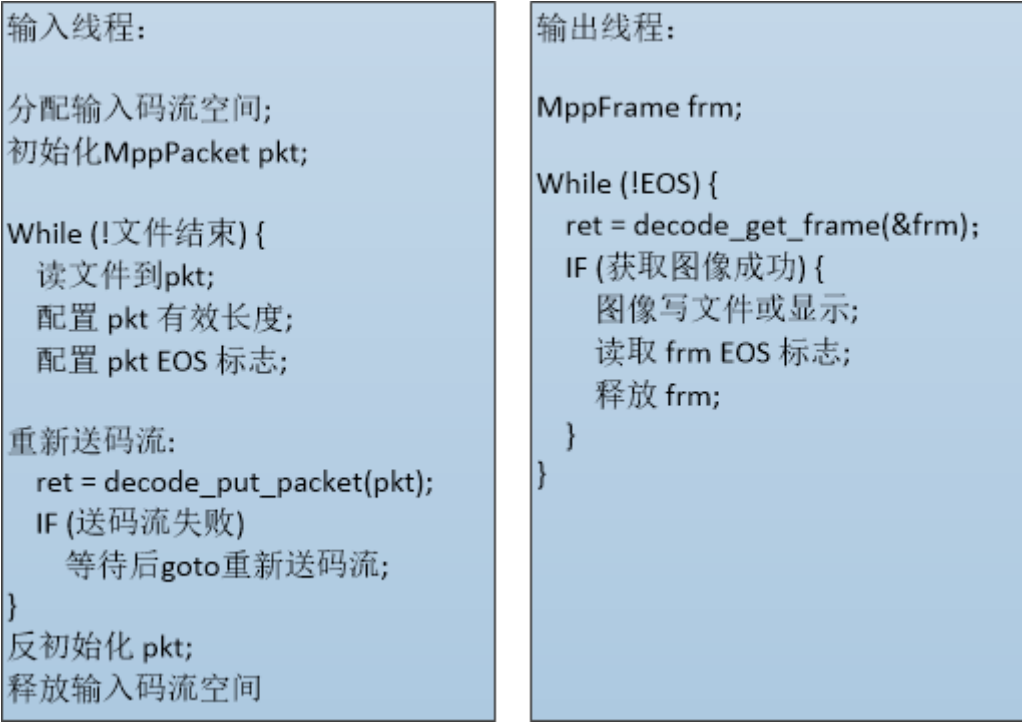 输入线程:
分配输入码流空间;
初始化MppPacket pkt;
While (!文件结束) {
读文件到pkt;
配置 pkt 有效长度;
配置 pkt EOS 标志;
重新送码流:
ret = decode_put_packet(pkt);
IF (送码流失败)
等待后goto重新送码流;
}
反初始化 pkt;
释放输入码流空间
输出线程:
MppFrame frm;
While (!EOS) {
ret = decode_get_frame(&frm);
IF (获取图像成功) {
图像写文件或显示;
读取 frm EOS 标志;
释放 frm;
}
}